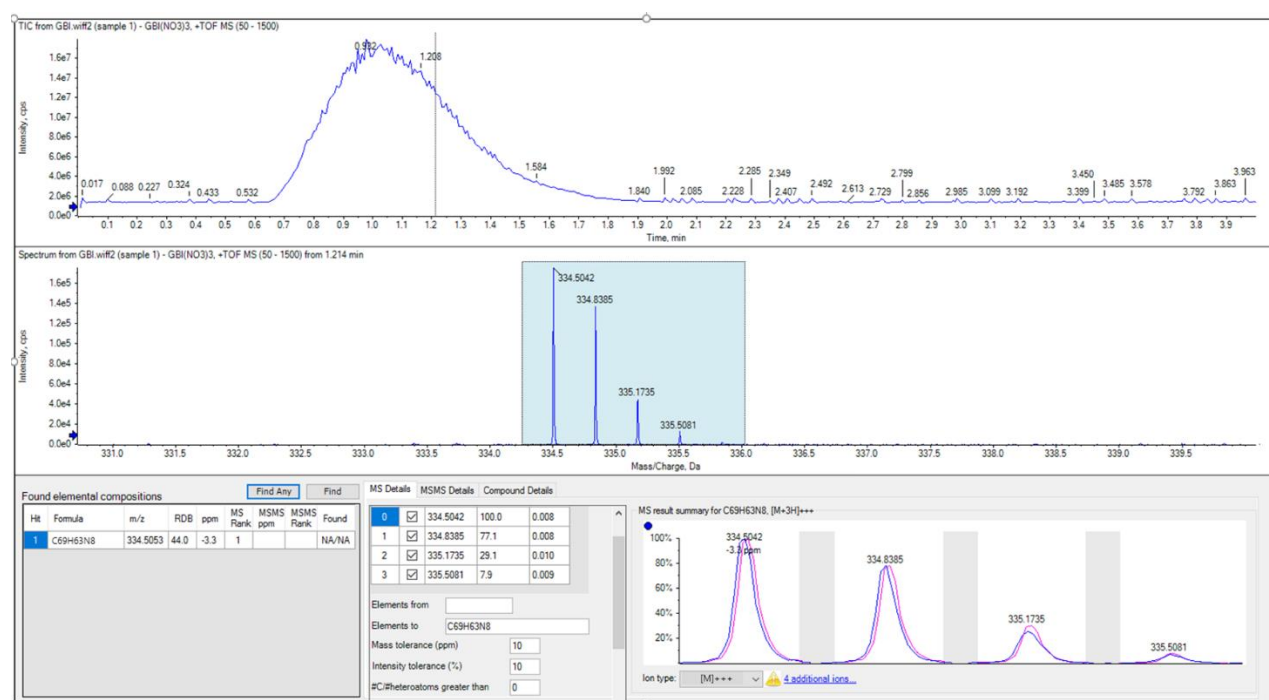 TIC from GBI.wiff2 (sample 1) - GBI(NO3)3, +TOF MS (50 - 1500)
Intensity, cps
1.6e7
1.4e7
1.2e7
1.0e7
8.0e6
6.0e6
4.0e6
2.0e6
0.0e0
0.017 0.088 0.227 0.324 0.433 0.532 0.932 1.208 1.584 1.840 1.992 2.085 2.228 2.285 2.349 2.407 2.492 2.613 2.729 2.799 2.856 2.985 3.099 3.192 3.399 3.450 3.485 3.578 3.792 3.863 3.963
0.1 0.2 0.3 0.4 0.5 0.6 0.7 0.8 0.9 1.0 1.1 1.2 1.3 1.4 1.5 1.6 1.7 1.8 1.9 2.0 2.1 2.2 2.3 2.4 2.5 2.6 2.7 2.8 2.9 3.0 3.1 3.2 3.3 3.4 3.5 3.6 3.7 3.8 3.9
Time, min
Spectrum from GBI.wiff2 (sample 1) - GBI(NO3)3, +TOF MS (50 - 1500) from 1.214 min
Intensity, cps
1.6e5
1.4e5
1.2e5
1.0e5
8.0e4
6.0e4
4.0e4
2.0e4
0.0e0
334.5042
334.8385
335.1735
335.5081
331.0 331.5 332.0 332.5 333.0 333.5 334.0 334.5 335.0 335.5 336.0 336.5 337.0 337.5 338.0 338.5 339.0 339.5
Mass/Charge, Da
Found elemental compositions
Find Any Find
Hit Formula m/z RDB ppm MS Rank MSMS ppm MSMS Rank Found
1 C69H63N8 334.5053 44.0 -3.3 1 NA/NA
MS Details MSMS Details Compound Details
0 334.5042 100.0 0.008
1 334.8385 77.1 0.008
2 335.1735 29.1 0.010
3 335.5081 7.9 0.009
Elements from
Elements to C69H63N8
Mass tolerance (ppm) 10
Intensity tolerance (%) 10
#C/#heteroatoms greater than 0
MS result summary for C69H63N8, [M+3H]+++
100%
80%
60%
40%
20%
334.5042
-3.3 ppm
334.8385
335.1735
335.5081
Ion type: [M]+++ 4 additional ions...